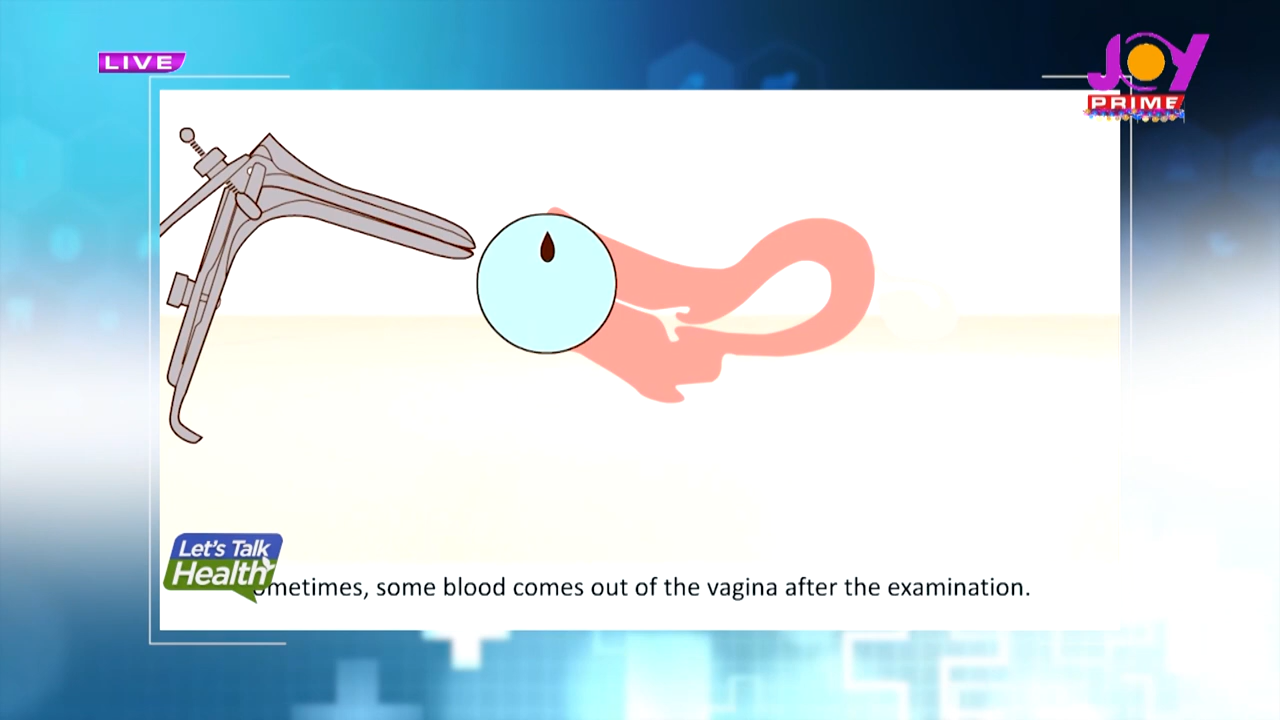 LIVE
JOY
PRIME
Let's Talk
Health
ometimes, some blood comes out of the vagina after the examination.